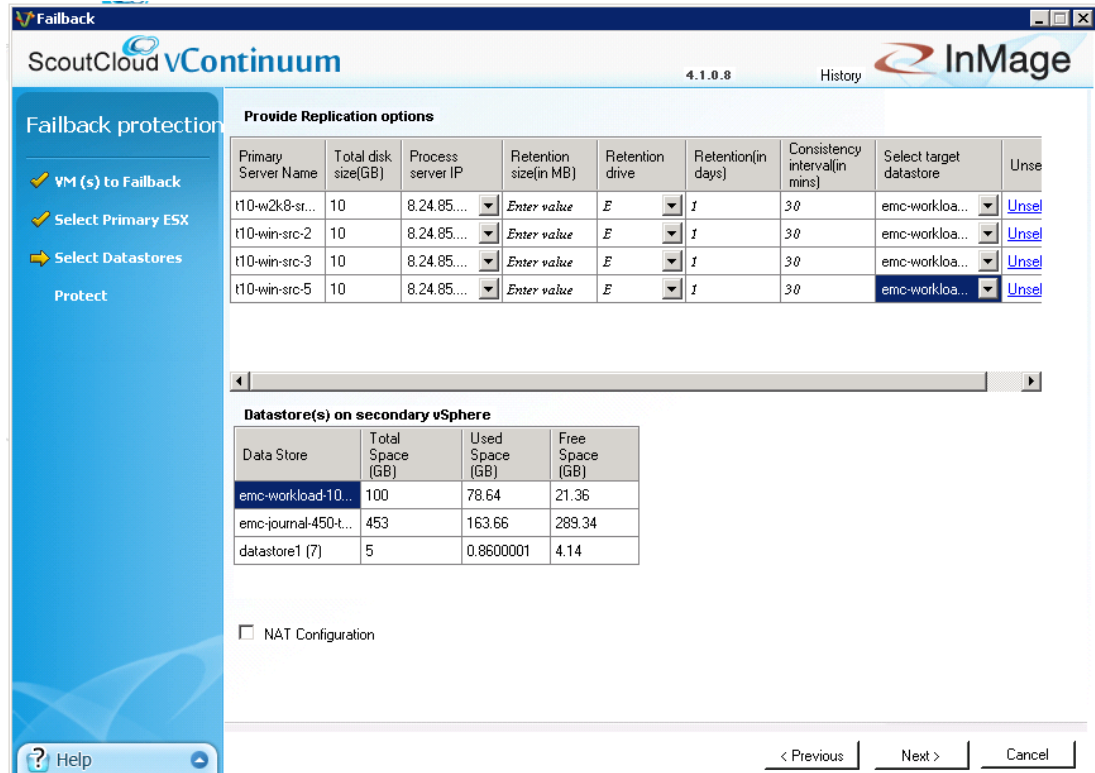 Failback
ScoutCloud vContinuum
4.1.0.8
History
InMage
Failback protection
VM (s) to Failback
Select Primary ESX
Select Datastores
Protect
Help
Provide Replication options
Primary Server Name Total disk size(GB) Process server IP Retention size(in MB) Retention drive Retention(in days) Consistency interval(in mins) Select target datastore Unse
t10-w2k8-sr... 10 8.24.85.... Enter value E 1 30 emc-workloa... Unsel
t10-win-src-2 10 8.24.85.... Enter value E 1 30 emc-workloa... Unsel
t10-win-src-3 10 8.24.85.... Enter value E 1 30 emc-workloa... Unsel
t10-win-src-5 10 8.24.85.... Enter value E 1 30 emc-workloa... Unsel
Datastore(s) on secondary vSphere
Data Store Total Space (GB) Used Space (GB) Free Space (GB)
emc-workload-10... 100 78.64 21.36
emc-journal-450-t... 453 163.66 289.34
datastore1 (7) 5 0.8600001 4.14
NAT Configuration
< Previous Next > Cancel